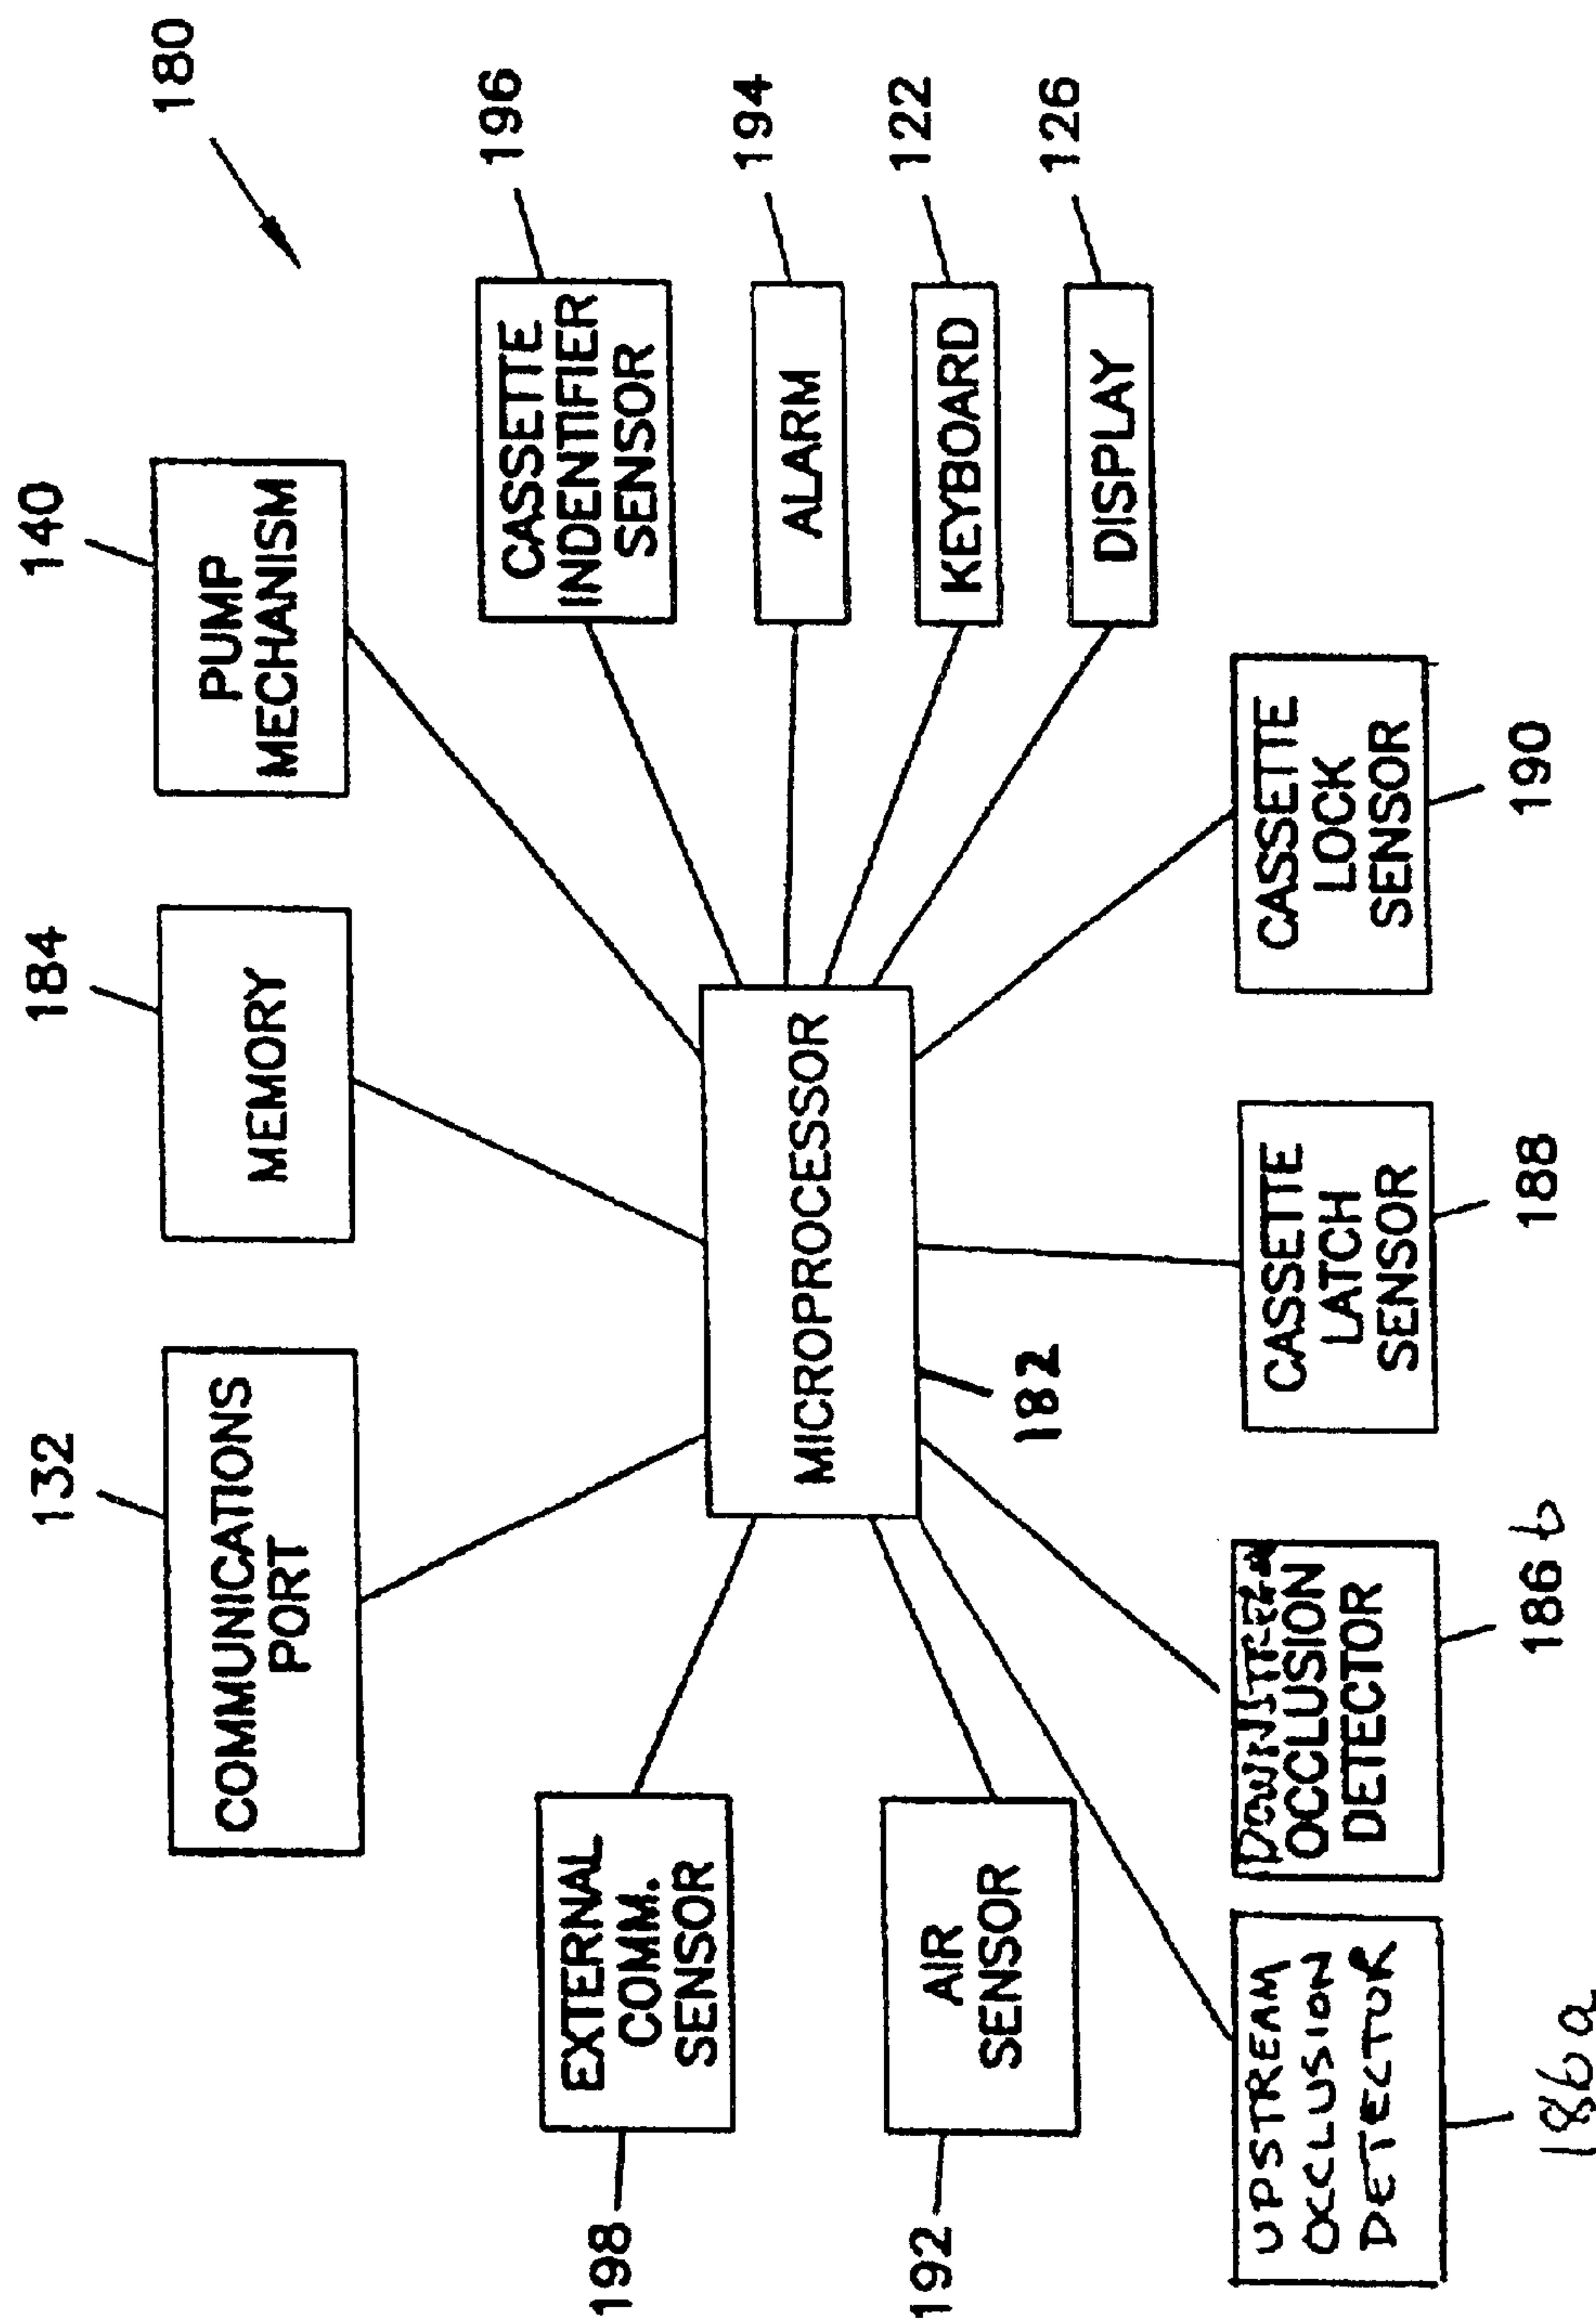 180
132
COMMUNICATIONS
PORT
184
MEMORY
140
PUMP
MECHANISM
198
EXTERNAL
COMM.
SENSOR
196
CASSETTE
INDENTIFIER
SENSOR
194
ALARM
MICROPROCESSOR
182
192
AIR
SENSOR
122
KEYBOARD
126
DISPLAY
UPSTREAM
OCCLUSION
DETECTOR
186a
DOWNSTREAM
OCCLUSION
DETECTOR
186b
CASSETTE
LATCH
SENSOR
188
CASSETTE
LOCK
SENSOR
190